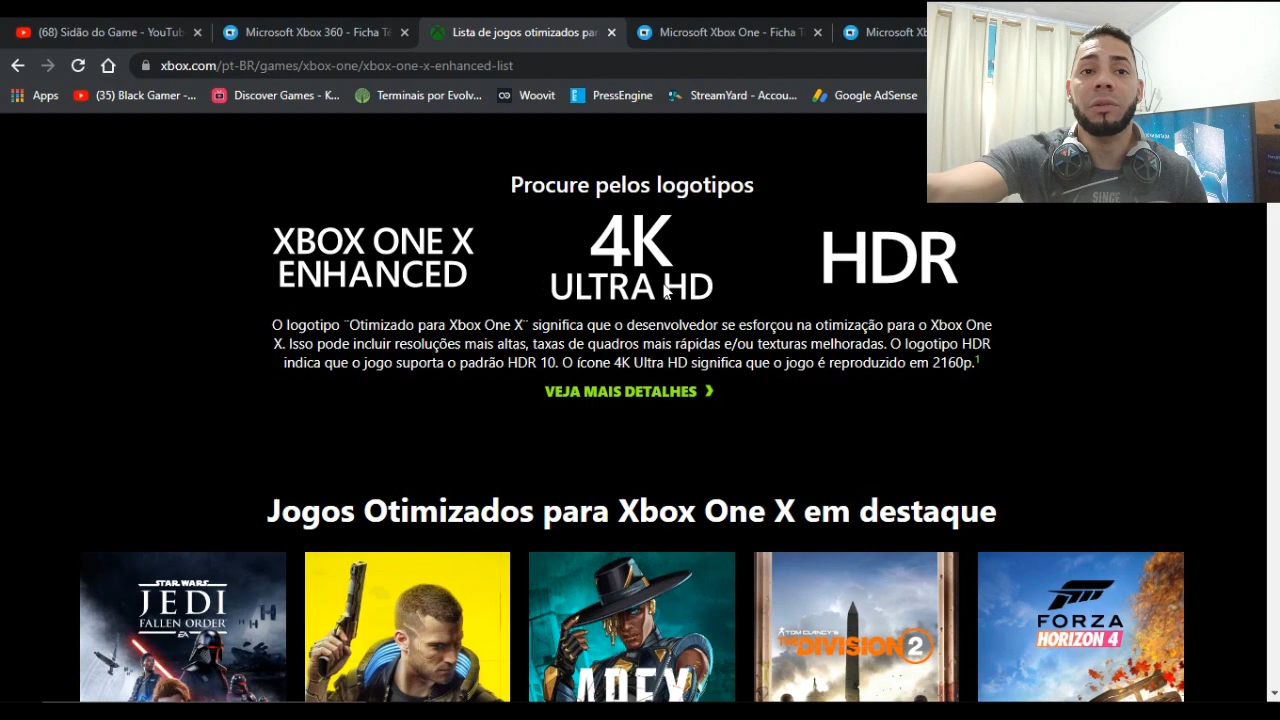 (68) Sidão do Game - YouTub
Microsoft Xbox 360 - Ficha Té
Lista de jogos otimizados par
Microsoft Xbox One - Ficha T
Microsoft Xb
xbox.com/pt-BR/games/xbox-one/xbox-one-x-enhanced-list
Apps
(35) Black Gamer -...
Discover Games - K...
Terminais por Evolv...
Woovit
PressEngine
StreamYard - Accou...
Google AdSense
SINCE
Procure pelos logotipos
XBOX ONE X
ENHANCED
4K
ULTRA HD
HDR
O logotipo ¨Otimizado para Xbox One X¨ significa que o desenvolvedor se esforçou na otimização para o Xbox One
X. Isso pode incluir resoluções mais altas, taxas de quadros mais rápidas e/ou texturas melhoradas. O logotipo HDR
indica que o jogo suporta o padrão HDR 10. O ícone 4K Ultra HD significa que o jogo é reproduzido em 2160p.¹
VEJA MAIS DETALHES
Jogos Otimizados para Xbox One X em destaque
STAR WARS
JEDI
FALLEN ORDER
EA
APEX
TOM CLANCY'S
THE DIVISION 2
FORZA
HORIZON 4